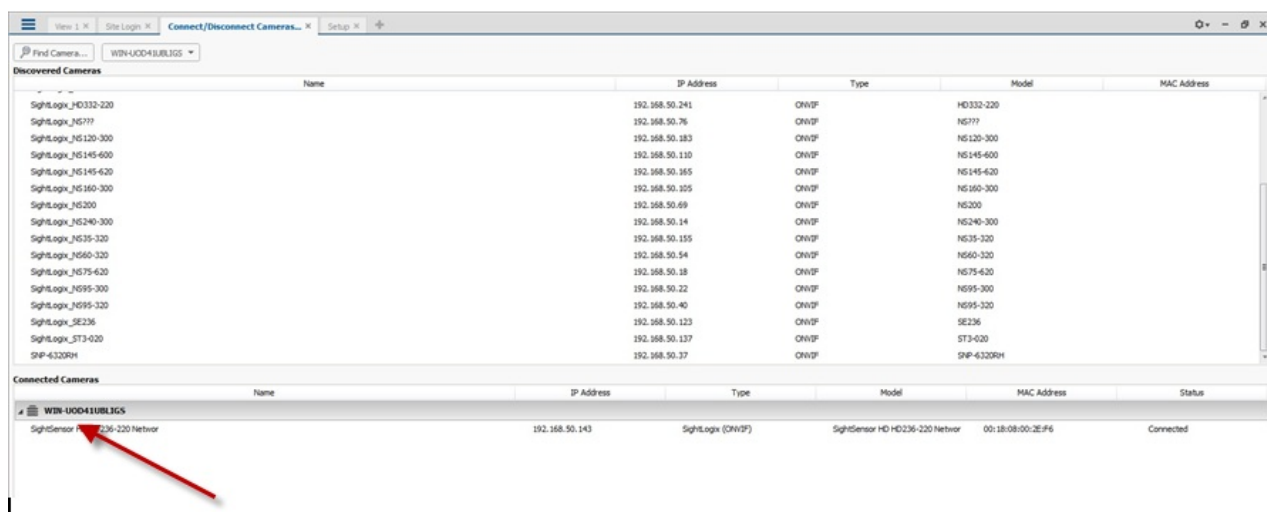 View 1 Site Login Connect/Disconnect Cameras... Setup
Find Camera... WIN-UOD41UBLIGS
Discovered Cameras
Name IP Address Type Model MAC Address
SightLogix_HD332-220 192.168.50.241 ONVIF HD332-220
SightLogix_NS??? 192.168.50.76 ONVIF NS???
SightLogix_NS120-300 192.168.50.183 ONVIF NS120-300
SightLogix_NS145-600 192.168.50.110 ONVIF NS145-600
SightLogix_NS145-620 192.168.50.165 ONVIF NS145-620
SightLogix_NS160-300 192.168.50.105 ONVIF NS160-300
SightLogix_NS200 192.168.50.69 ONVIF NS200
SightLogix_NS240-300 192.168.50.14 ONVIF NS240-300
SightLogix_NS35-320 192.168.50.155 ONVIF NS35-320
SightLogix_NS60-320 192.168.50.54 ONVIF NS60-320
SightLogix_NS75-620 192.168.50.18 ONVIF NS75-620
SightLogix_NS95-300 192.168.50.22 ONVIF NS95-300
SightLogix_NS95-320 192.168.50.40 ONVIF NS95-320
SightLogix_SE236 192.168.50.123 ONVIF SE236
SightLogix_ST3-020 192.168.50.137 ONVIF ST3-020
SNP-6320RH 192.168.50.37 ONVIF SNP-6320RH
Connected Cameras
Name IP Address Type Model MAC Address Status
WIN-UOD41UBLIGS
SightSensor 236-220 Networ 192.168.50.143 SightLogix (ONVIF) SightSensor HD HD236-220 Networ 00:18:08:00:2E:F6 Connected